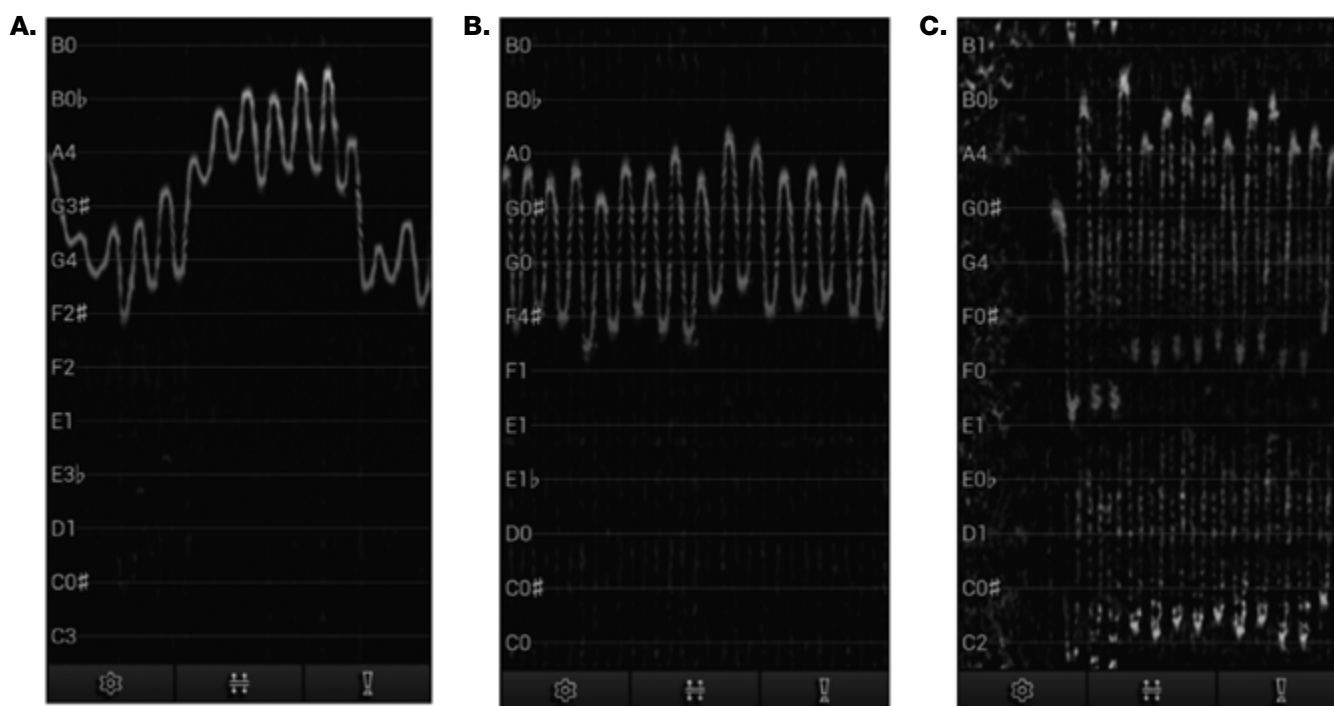 A.
B0
B0♭
A4
G3♯
G4
F2♯
F2
E1
E3♭
D1
C0♯
C3
B.
B0
B0♭
A0
G0♯
G0
F4♯
F1
E1
E1♭
D0
C0♯
C0
C.
B1
B0♭
A4
G0♯
G4
F0♯
F0
E1
E0♭
D1
C0♯
C2